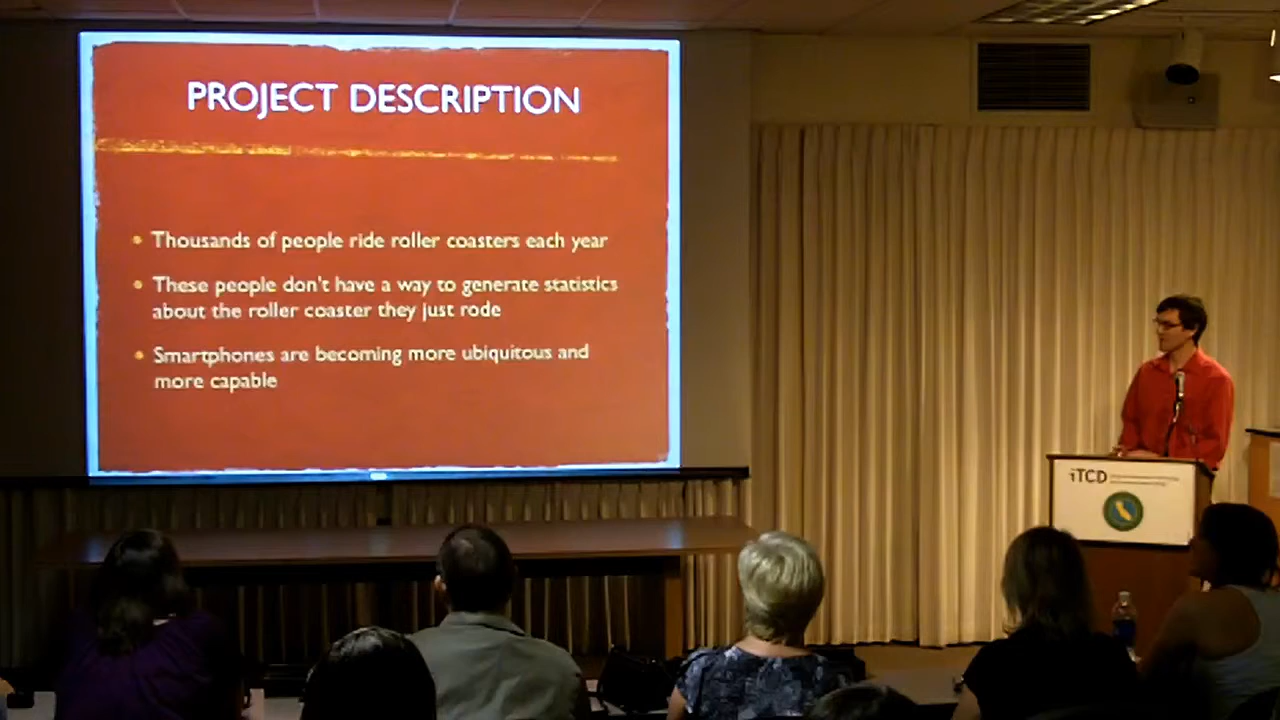 PROJECT DESCRIPTION
• Thousands of people ride roller coasters each year
• These people don't have a way to generate statistics
about the roller coaster they just rode
• Smartphones are becoming more ubiquitous and
more capable
iTCD